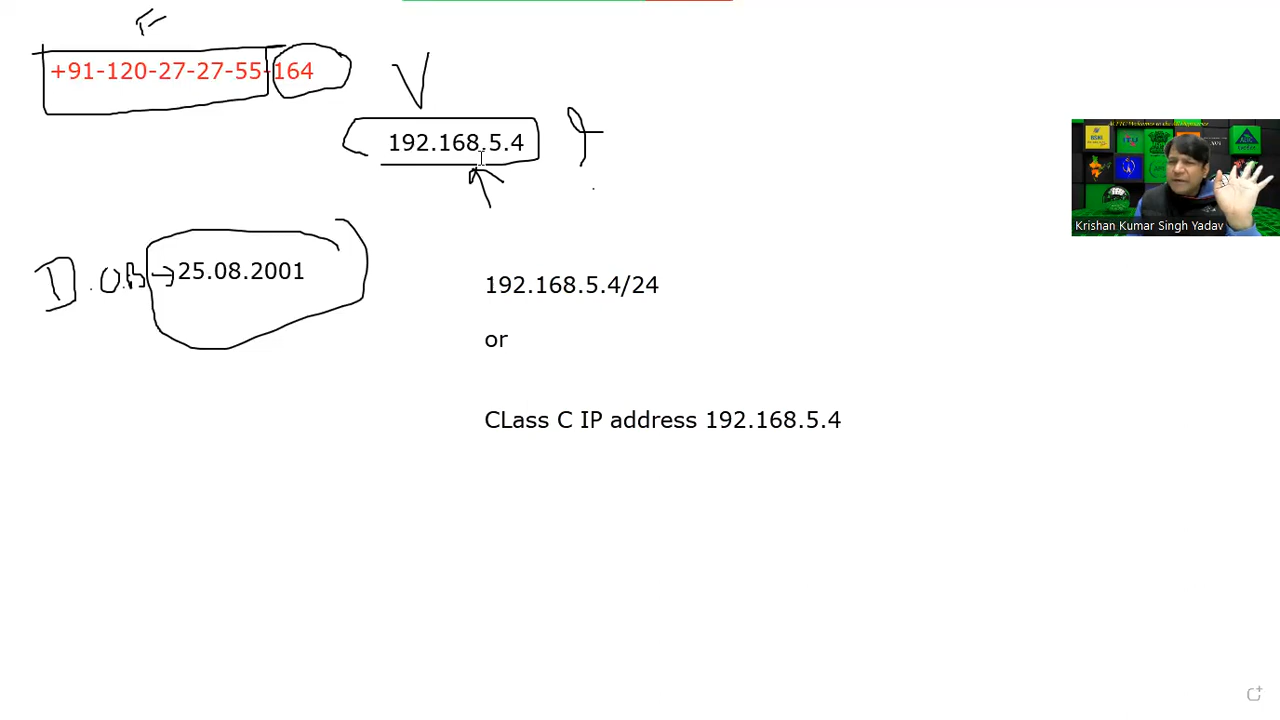 F
+91-120-27-27-55-164
V
192.168.5.4
D.O.B → 25.08.2001
192.168.5.4/24
or
CLass C IP address 192.168.5.4
Krishan Kumar Singh Yadav